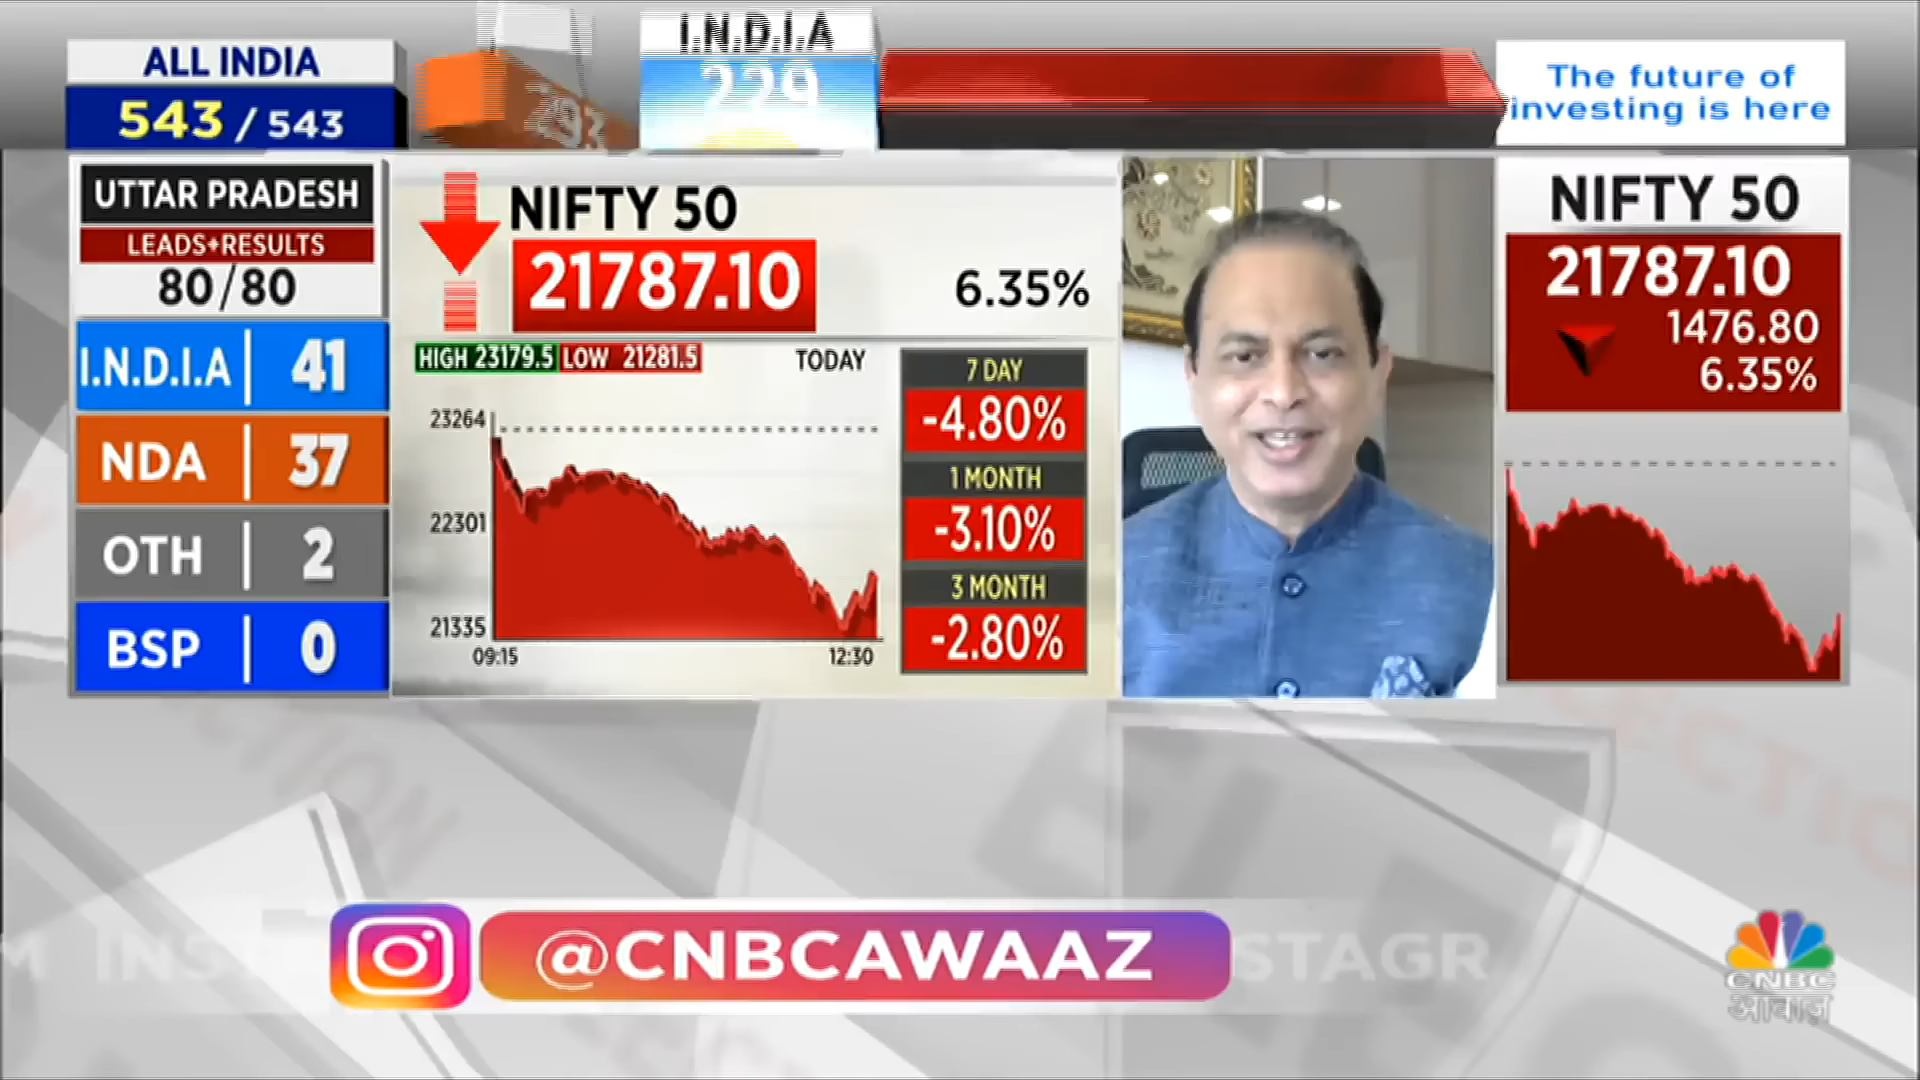 ALL INDIA
543 / 543
293
I.N.D.I.A
229
The future of
investing is here
UTTAR PRADESH
LEADS+RESULTS
80/80
I.N.D.I.A 41
NDA 37
OTH 2
BSP 0
NIFTY 50
21787.10 6.35%
HIGH 23179.5 LOW 21281.5 TODAY
23264
22301
21335
09:15 12:30
7 DAY
-4.80%
1 MONTH
-3.10%
3 MONTH
-2.80%
NIFTY 50
21787.10
1476.80
6.35%
@CNBCAWAAZ
CNBC
आवाज़